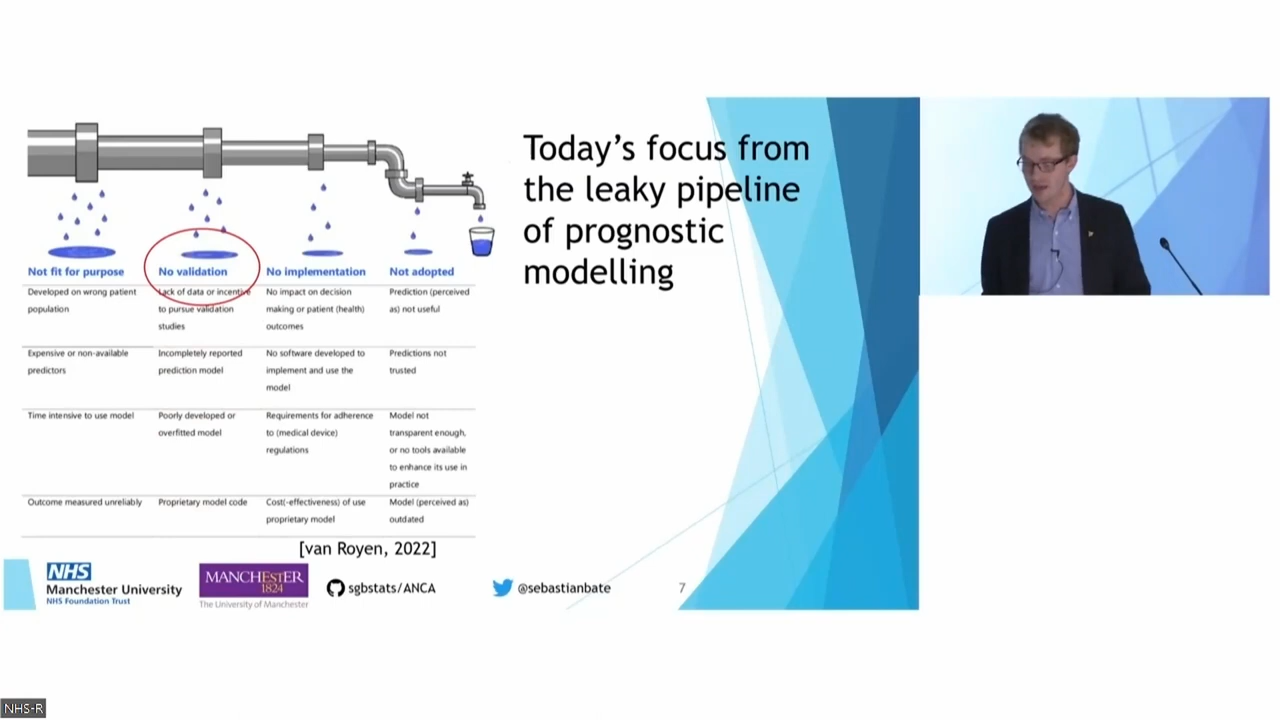 Today's focus from
the leaky pipeline
of prognostic
modelling
Not fit for purpose
No validation
No implementation
Not adopted
Developed on wrong patient
population
Lack of data or incentive
to pursue validation
studies
No impact on decision
making or patient (health)
outcomes
Prediction (perceived
as) not useful
Expensive or non-available
predictors
Incompletely reported
prediction model
No software developed to
implement and use the
model
Predictions not
trusted
Time intensive to use model
Poorly developed or
overfitted model
Requirements for adherence
to (medical device)
regulations
Model not
transparent enough,
or no tools available
to enhance its use in
practice
Outcome measured unreliably
Proprietary model code
Cost(-effectiveness) of use
proprietary model
Model (perceived as)
outdated
[van Royen, 2022]
NHS
Manchester University
NHS Foundation Trust
MANCHESTER
1824
The University of Manchester
sgbstats/ANCA
@sebastianbate
7
NHS-R